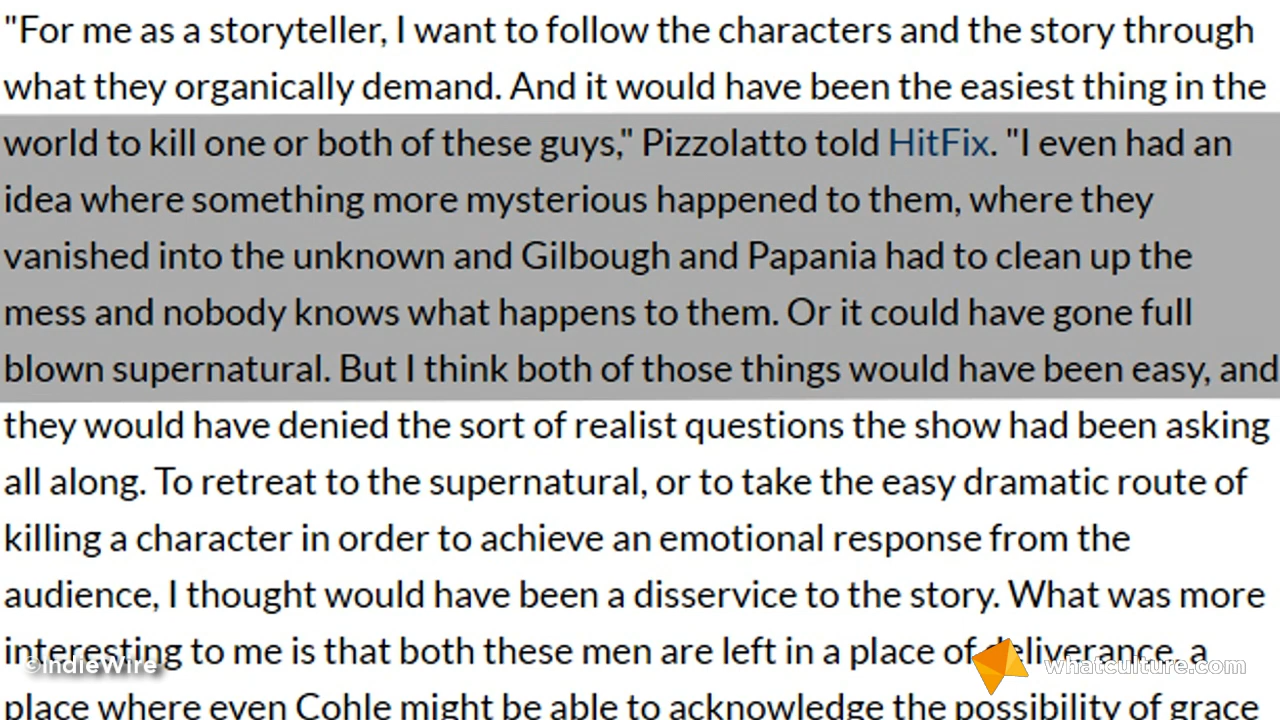 "For me as a storyteller, I want to follow the characters and the story through
what they organically demand. And it would have been the easiest thing in the
world to kill one or both of these guys," Pizzolatto told HitFix. "I even had an
idea where something more mysterious happened to them, where they
vanished into the unknown and Gilbough and Papania had to clean up the
mess and nobody knows what happens to them. Or it could have gone full
blown supernatural. But I think both of those things would have been easy, and
they would have denied the sort of realist questions the show had been asking
all along. To retreat to the supernatural, or to take the easy dramatic route of
killing a character in order to achieve an emotional response from the
audience, I thought would have been a disservice to the story. What was more
interesting to me is that both these men are left in a place of deliverance, a
©IndieWire
whatculture.com
place where even Cohle might be able to acknowledge the possibility of grace